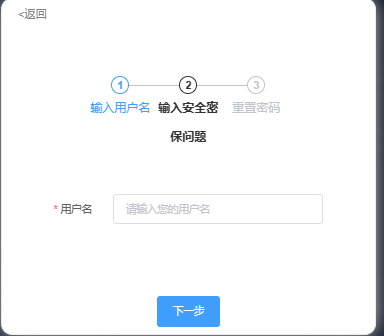 <返回
1 2 3
输入用户名 输入安全密 重置密码
保问题
* 用户名 请输入您的用户名
下一步